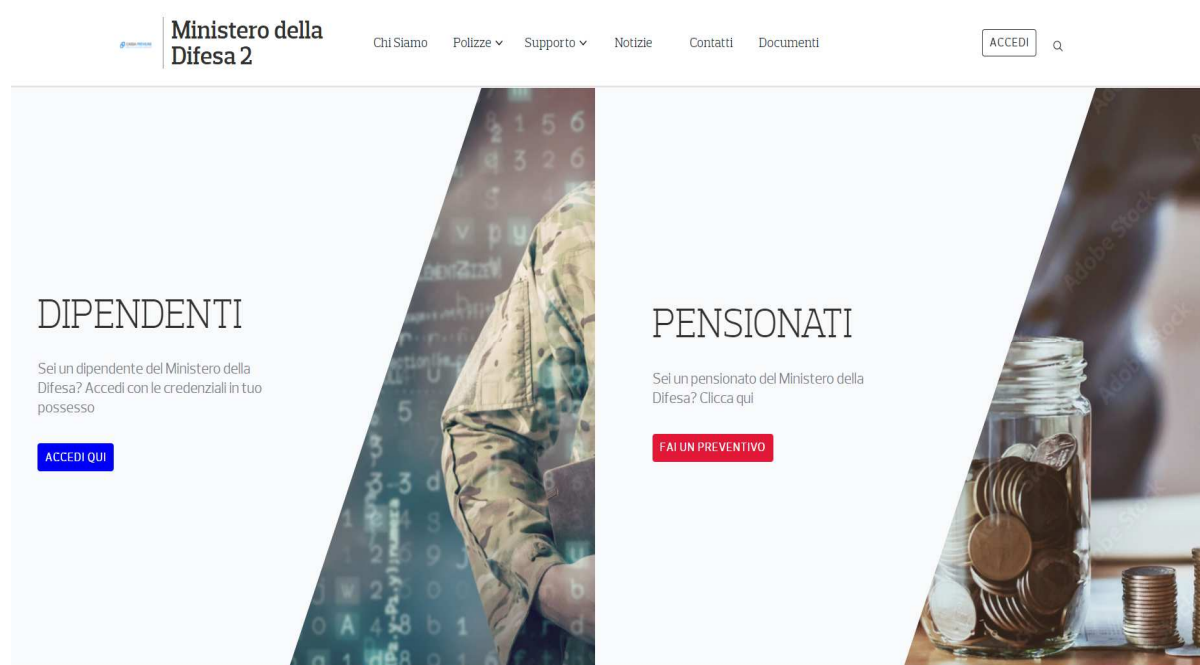 Ministero della
Difesa 2
Chi Siamo
Polizze
Supporto
Notizie
Contatti
Documenti
ACCEDI
DIPENDENTI
Sei un dipendente del Ministero della
Difesa? Accedi con le credenziali in tuo
possesso
ACCEDI QUI
PENSIONATI
Sei un pensionato del Ministero della
Difesa? Clicca qui
FAI UN PREVENTIVO
Adobe Stock